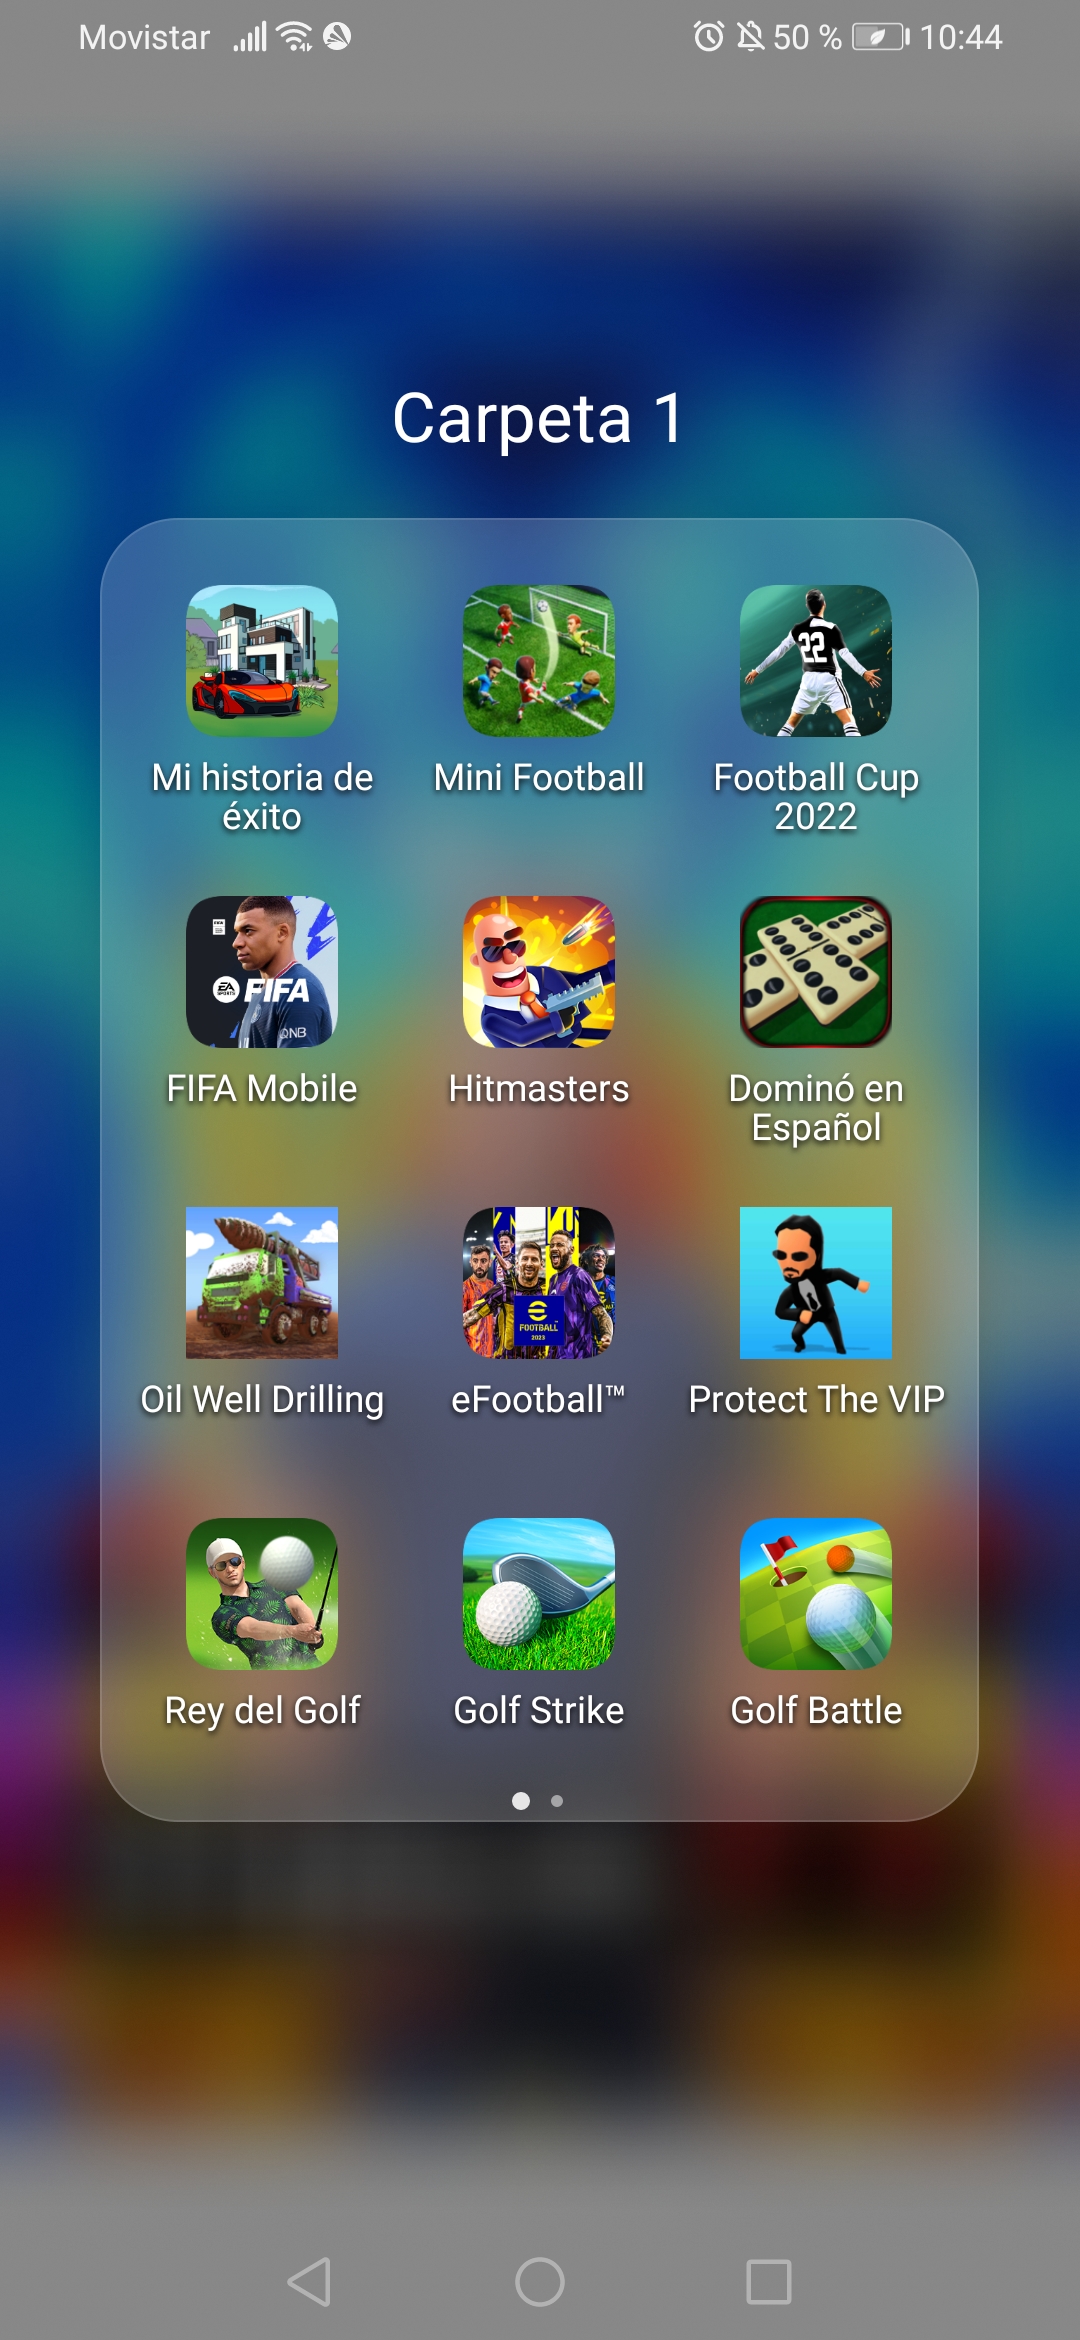 Movistar 50 % 10:44
Carpeta 1
22
Mi historia de
éxito
Mini Football
Football Cup
2022
EA
SPORTS
FIFA
QNB
FIFA Mobile
Hitmasters
Dominó en
Español
FOOTBALL
2023
Oil Well Drilling
eFootball™
Protect The VIP
Rey del Golf
Golf Strike
Golf Battle